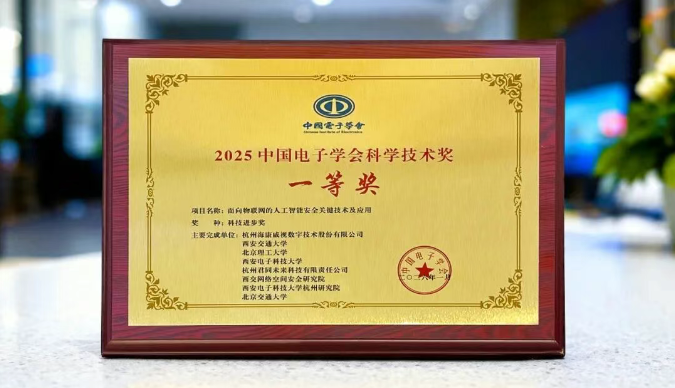 中国电子学会
Chinese Institute of Electronics
2025 中国电子学会科学技术奖
一等奖
项目名称：面向物联网的人工智能安全关键技术及应用
奖 种：科技进步奖
主要完成单位：杭州海康威视数字技术股份有限公司
西安交通大学
北京理工大学
西安电子科技大学
杭州君同未来科技有限责任公司
西交网络空间安全研究院
西安电子科技大学杭州研究院
北京交通大学
中国电子学会